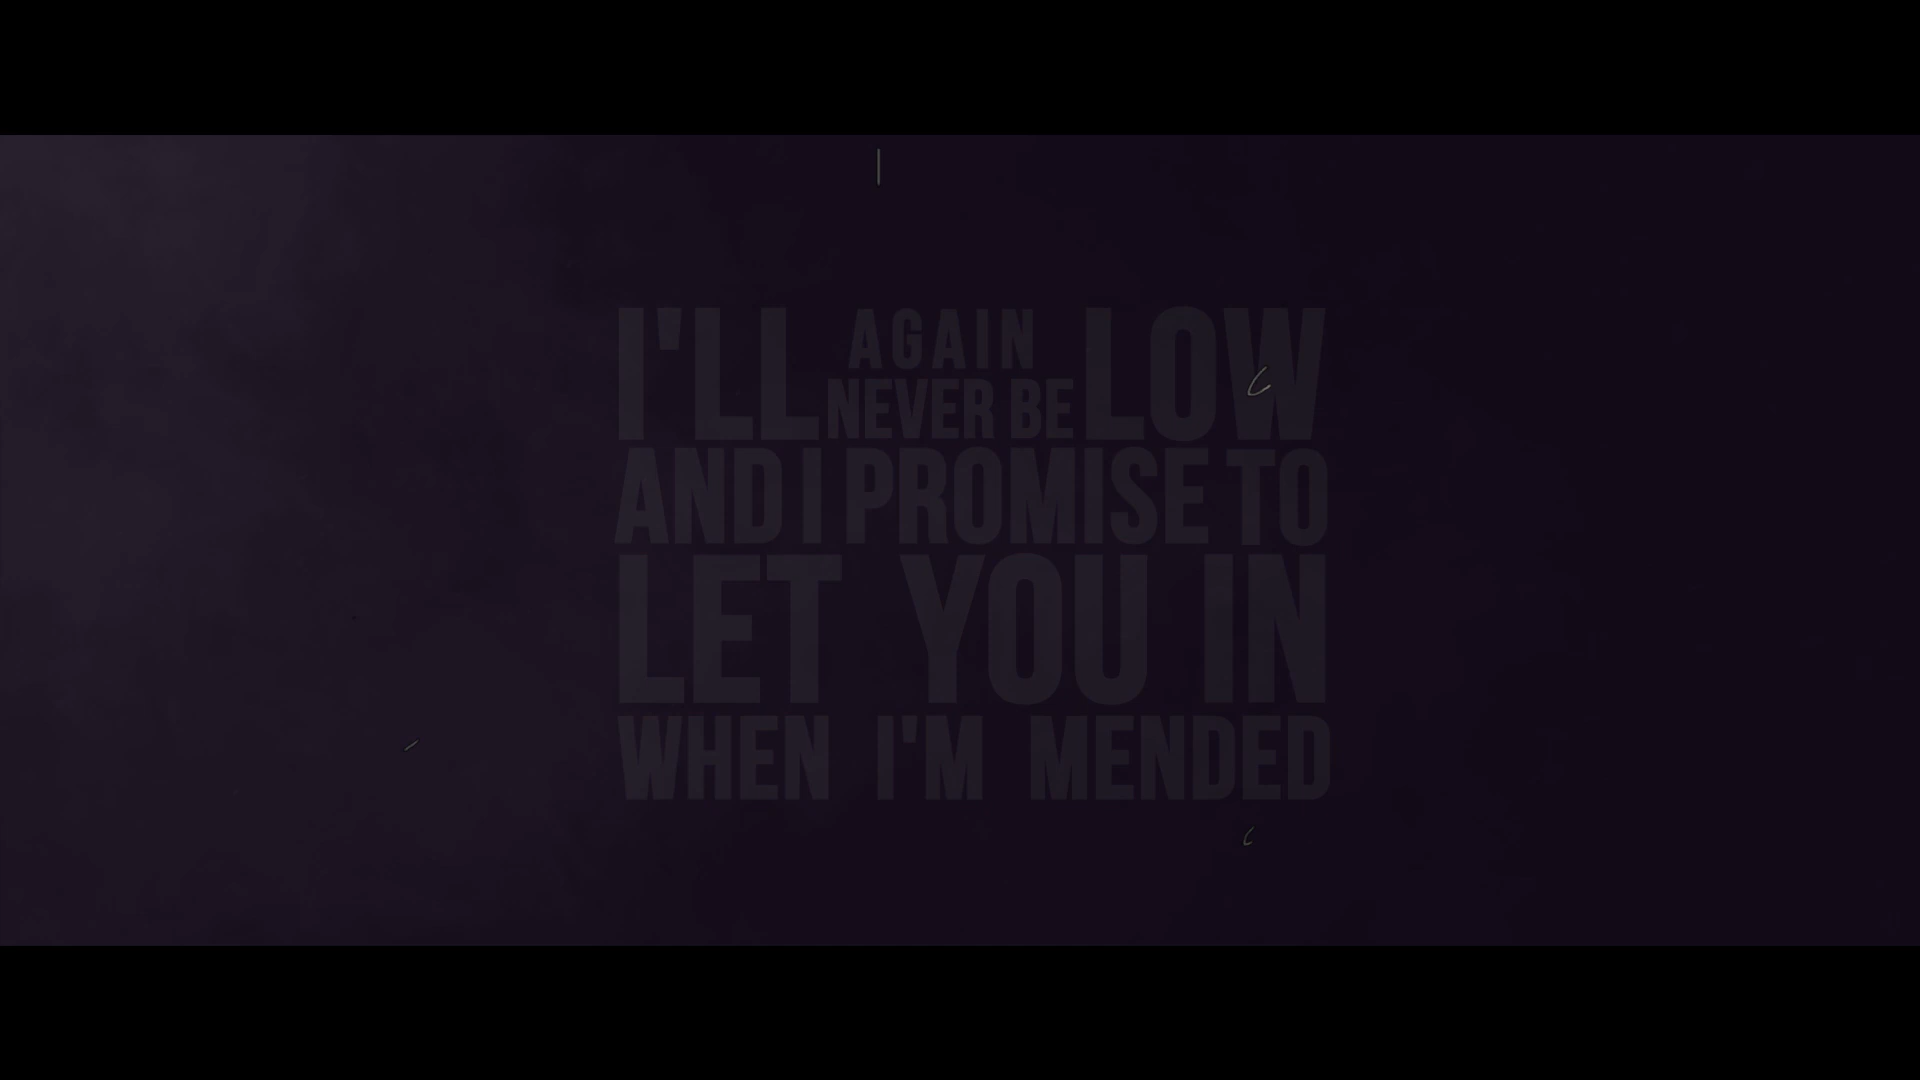 I'LL AGAIN LOW
NEVER BE
AND I PROMISE TO
LET YOU IN
WHEN I'M MENDED